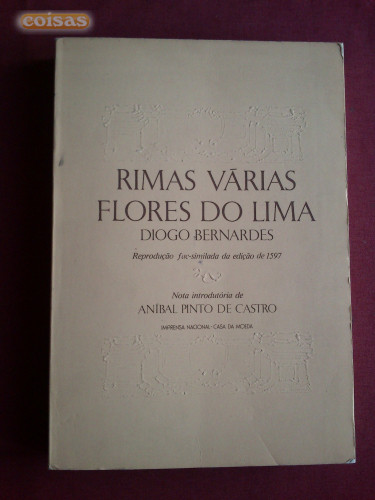 coisas
RIMAS VÁRIAS
FLORES DO LIMA
DIOGO BERNARDES
Reprodução fac-similada da edição de 1597
Nota introdutória de
ANÍBAL PINTO DE CASTRO
IMPRENSA NACIONAL-CASA DA MOEDA